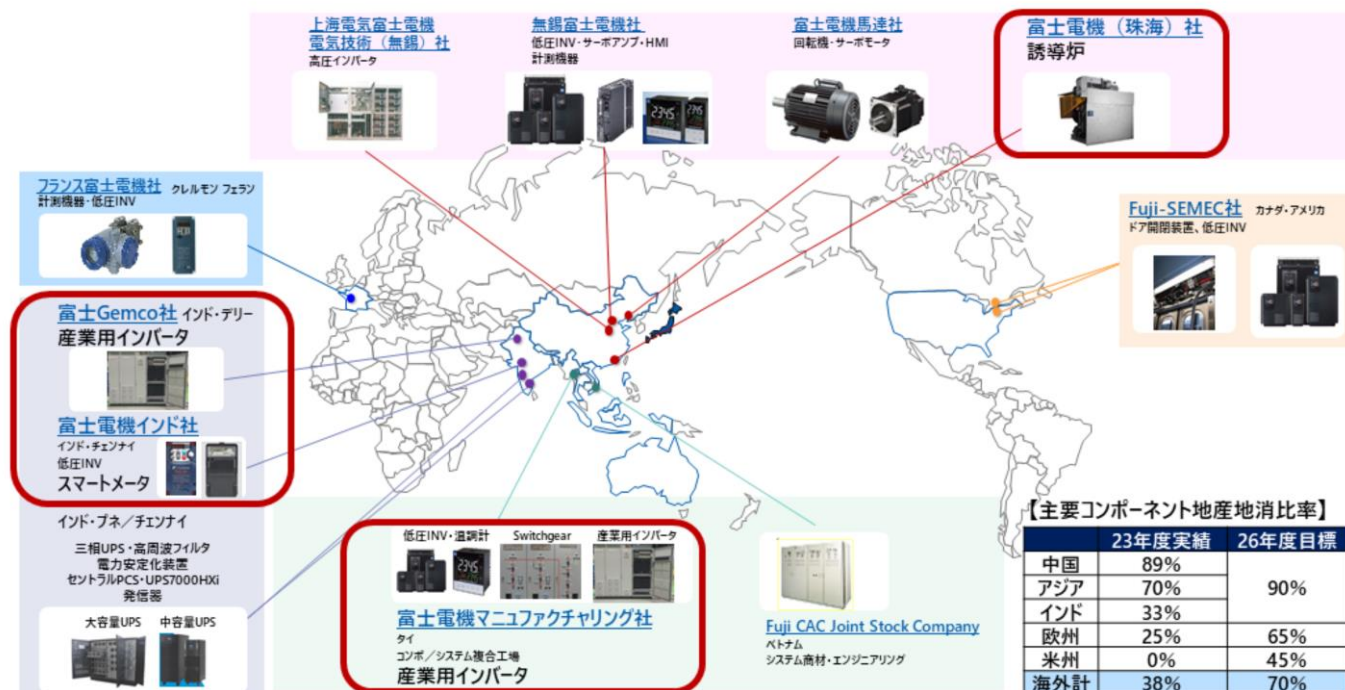 上海電気富士電機
電気技術（無錫）社
高圧インバータ
無錫富士電機社
低圧INV・サーボアンプ・HMI
計測機器
富士電機馬達社
回転機・サーボモータ
富士電機（珠海）社
誘導炉
フランス富士電機社 クレルモン フェラン
計測機器・低圧INV
Fuji-SEMEC社 カナダ・アメリカ
ドア開閉装置、低圧INV
富士Gemco社 インド・デリー
産業用インバータ
富士電機インド社
インド・チェンナイ
低圧INV
スマートメータ
インド・プネ／チェンナイ
三相UPS・高周波フィルタ
電力安定化装置
セントラルPCS・UPS7000HXi
発信器
大容量UPS 中容量UPS
低圧INV・温調計 Switchgear 産業用インバータ
富士電機マニュファクチャリング社
タイ
コンポ／システム複合工場
産業用インバータ
Fuji CAC Joint Stock Company
ベトナム
システム商材・エンジニアリング
【主要コンポーネント地産地消比率】
23年度実績 26年度目標
中国 89%
アジア 70% 90%
インド 33%
欧州 25% 65%
米州 0% 45%
海外計 38% 70%